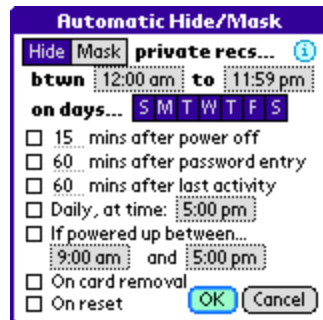 Automatic Hide/Mask
Hide Mask private recs... i
btwn 12:00 am to 11:59 pm
on days... S M T W T F S
15 mins after power off
60 mins after password entry
60 mins after last activity
Daily, at time: 5:00 pm
If powered up between...
9:00 am and 5:00 pm
On card removal
On reset OK Cancel